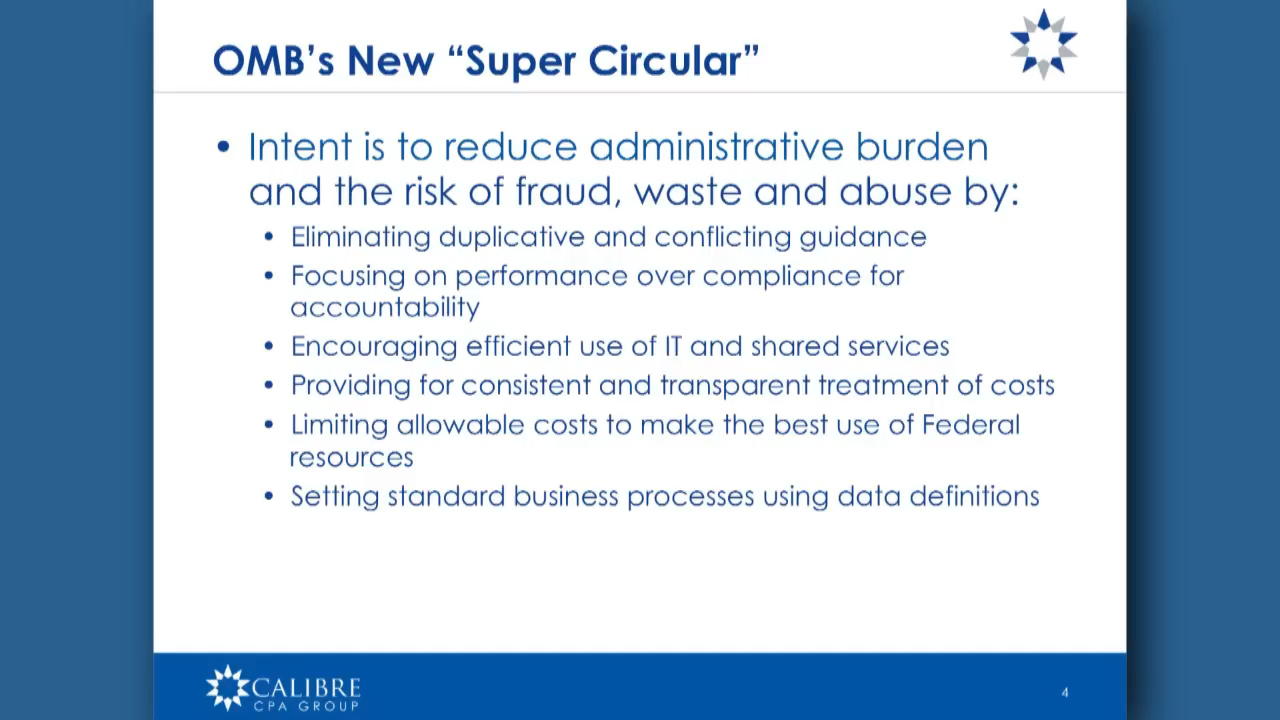 OMB's New “Super Circular”
• Intent is to reduce administrative burden
and the risk of fraud, waste and abuse by:
• Eliminating duplicative and conflicting guidance
• Focusing on performance over compliance for
accountability
• Encouraging efficient use of IT and shared services
• Providing for consistent and transparent treatment of costs
• Limiting allowable costs to make the best use of Federal
resources
• Setting standard business processes using data definitions
CALIBRE
CPA GROUP
4